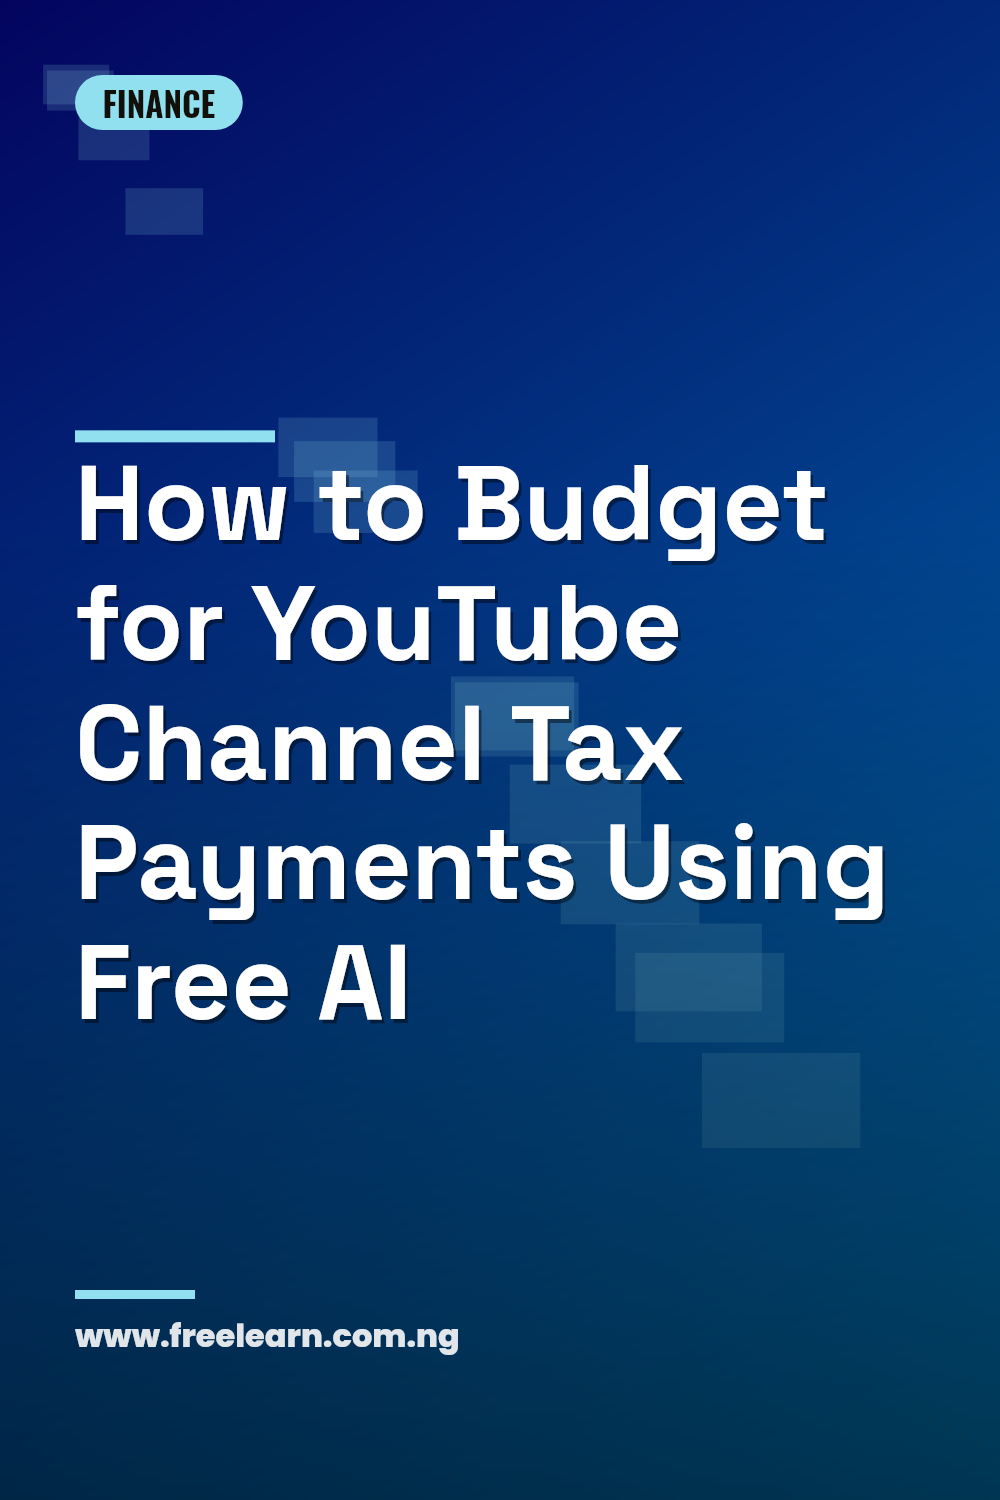 FINANCE
How to Budget
for YouTube
Channel Tax
Payments Using
Free AI
www.freelearn.com.ng